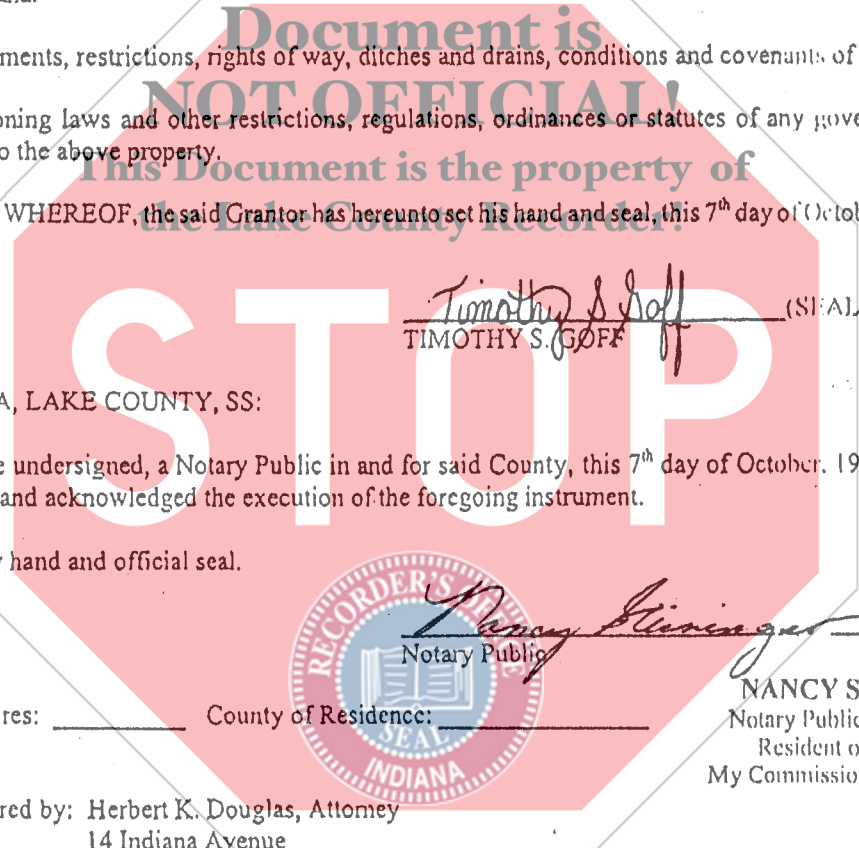 Document is
ments, restrictions, rights of way, ditches and drains, conditions and covenants of
NOT OFFICIAL!
oning laws and other restrictions, regulations, ordinances or statutes of any gove
o the above property.
This Document is the property of
WHEREOF, the said Grantor has hereunto set his hand and seal, this 7th day of Octob
the Lake County Recorder!
Timothy S Goff
(SEAL
TIMOTHY S. GOFF
STOP
A, LAKE COUNTY, SS:
e undersigned, a Notary Public in and for said County, this 7th day of October, 19
and acknowledged the execution of the foregoing instrument.
y hand and official seal.
RECORDER'S OFFICE
Nancy
Notary Public
NANCY S
res: County of Residence:
Notary Public
SEAL
Resident o
INDIANA
My Commissio
red by: Herbert K. Douglas, Attorney
14 Indiana Avenue